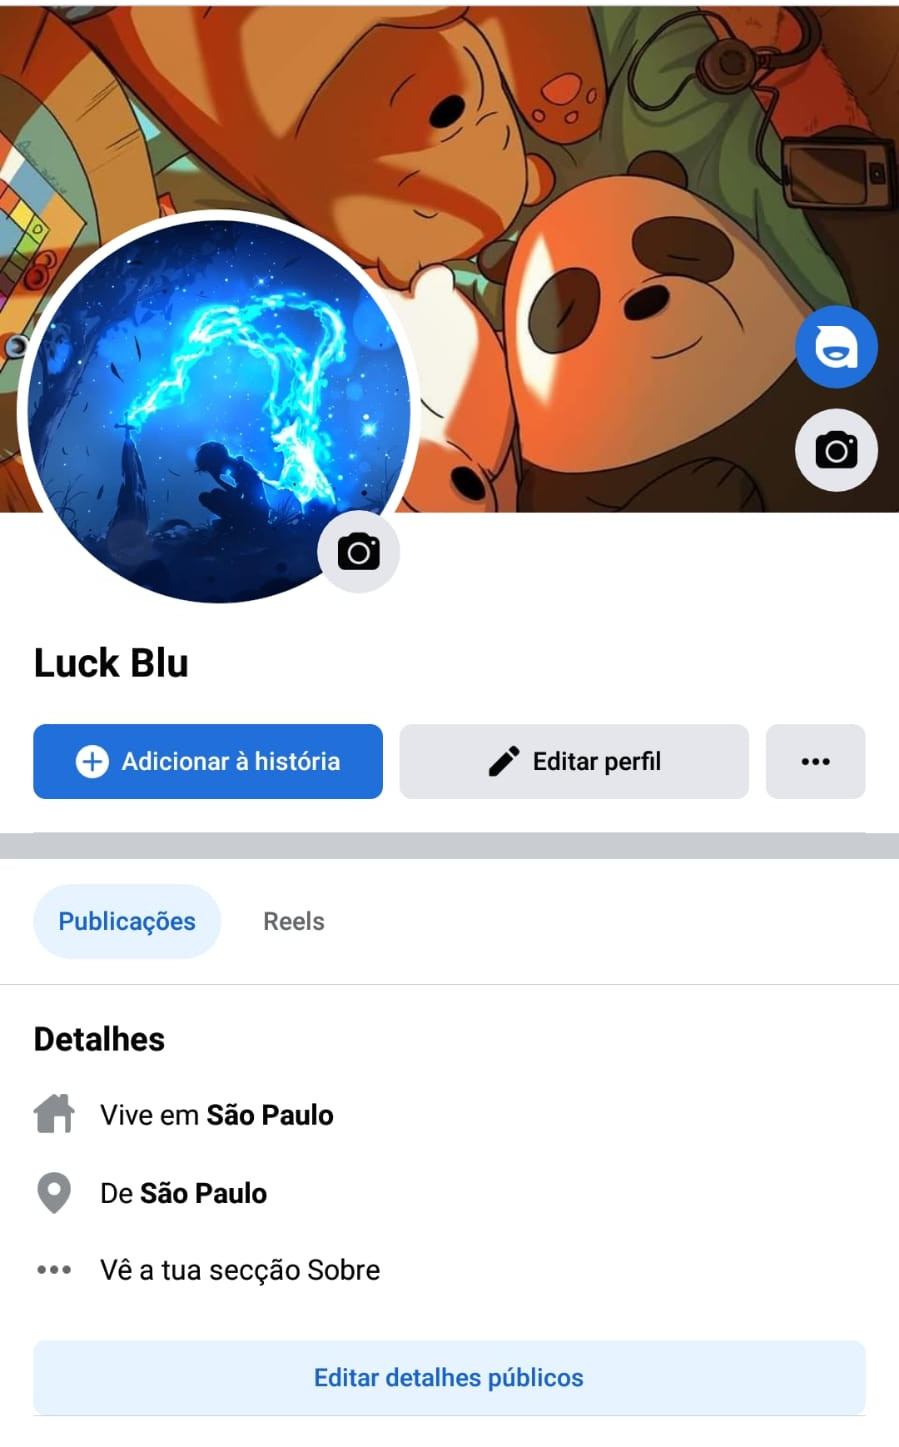 Luck Blu
Adicionar à história
Editar perfil
Publicações
Reels
Detalhes
Vive em São Paulo
De São Paulo
Vê a tua secção Sobre
Editar detalhes públicos